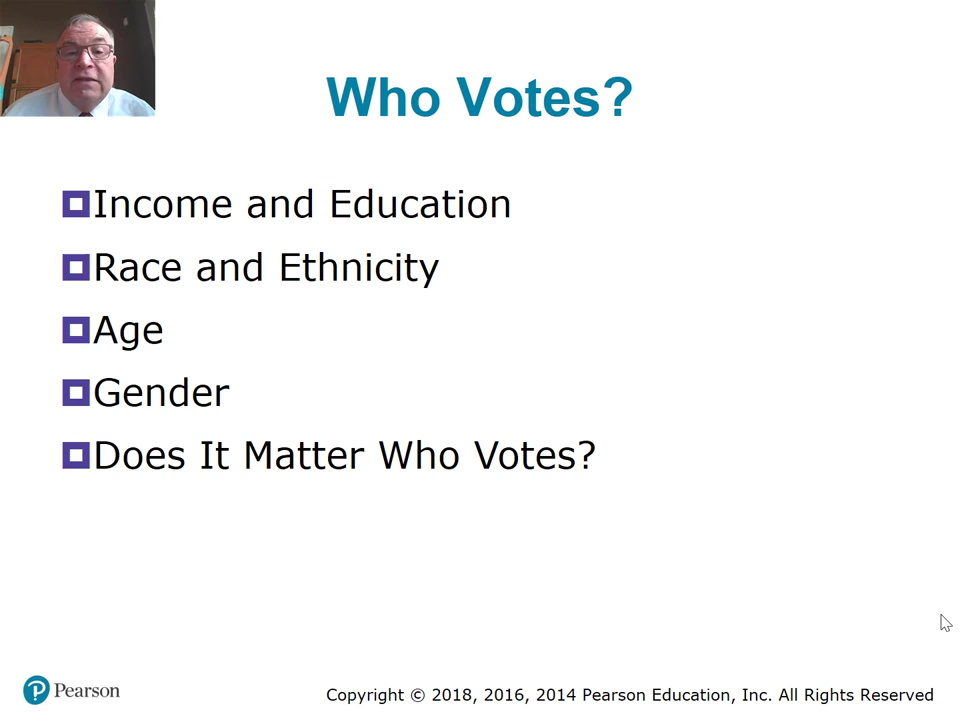 Who Votes?
Income and Education
Race and Ethnicity
Age
Gender
Does It Matter Who Votes?
Pearson
Copyright © 2018, 2016, 2014 Pearson Education, Inc. All Rights Reserved